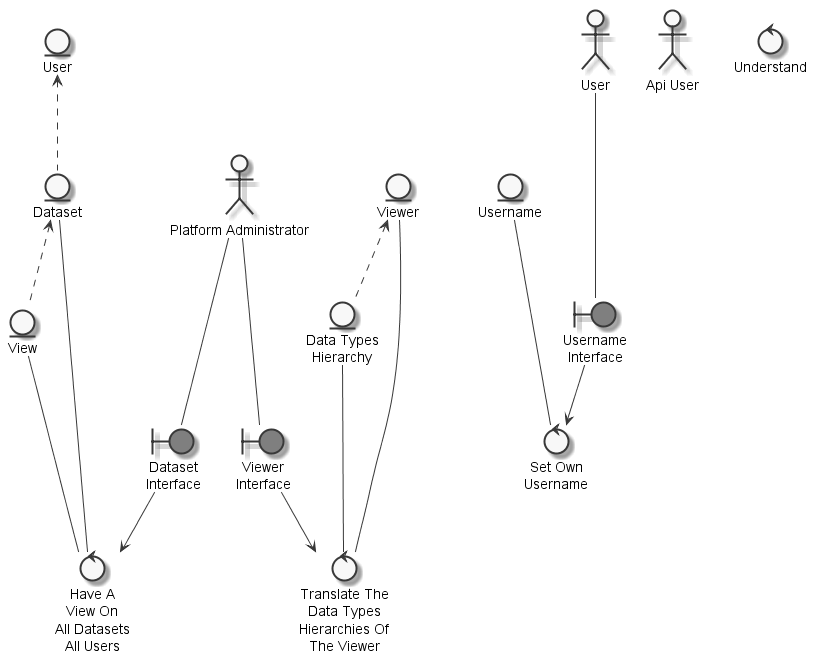 User
User
Api User
Understand
Dataset
Platform Administrator
Viewer
Username
View
Data Types
Hierarchy
Username
Interface
Dataset
Interface
Viewer
Interface
Set Own
Username
Have A
View On
All Datasets
All Users
Translate The
Data Types
Hierarchies Of
The Viewer